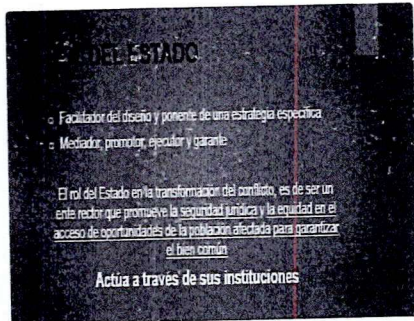 DEL ESTADO
Facilitador del diseño y ponente de una estrategia específica
Mediador, promotor, ejecutor y garante
El rol del Estado en la transformación del conflicto, es de ser un
ente rector que promueve la seguridad jurídica y la equidad en el
acceso de oportunidades de la población afectada para garantizar
el bien común
Actúa a través de sus instituciones